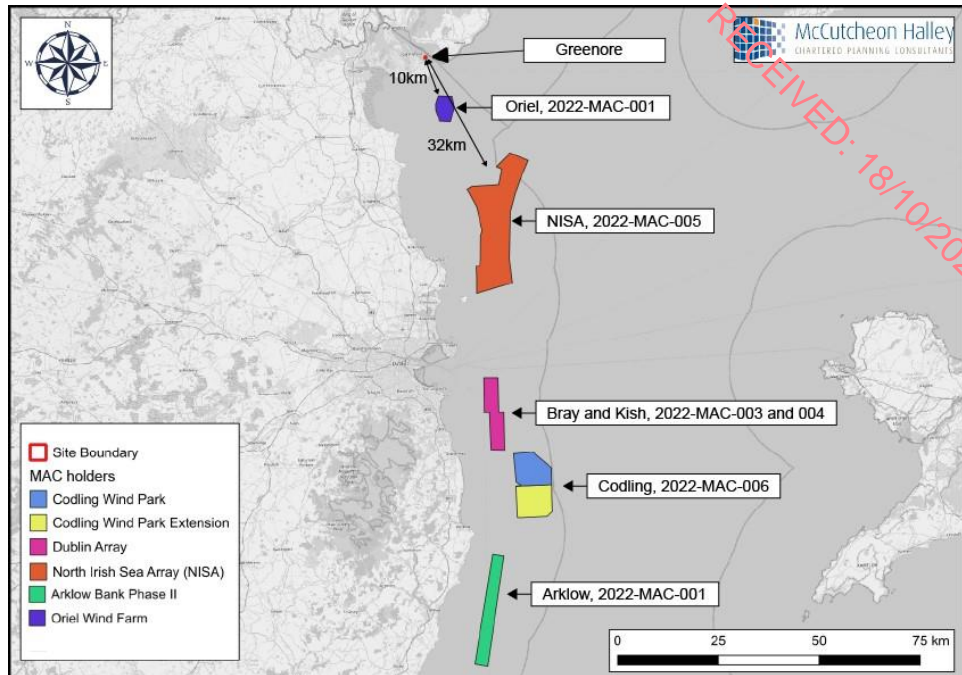 N
W
E
S
McCutcheon Halley
CHARTERED PLANNING CONSULTANTS
RECEIVED: 18/10/202
Greenore
10km
Oriel, 2022-MAC-001
32km
NISA, 2022-MAC-005
Bray and Kish, 2022-MAC-003 and 004
Codling, 2022-MAC-006
Arklow, 2022-MAC-001
Site Boundary
MAC holders
Codling Wind Park
Codling Wind Park Extension
Dublin Array
North Irish Sea Array (NISA)
Arklow Bank Phase II
Oriel Wind Farm
0 25 50 75 km